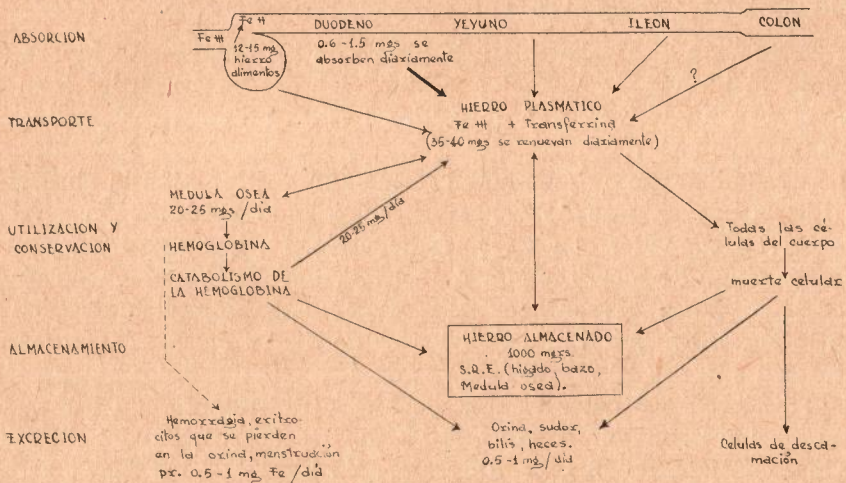 ABSORCION
Fe +++
Fe ++
DUODENO
YEYUNO
ILEON
COLON
12-15 mg
hierro
alimentos
0.6-1.5 mgs se
absorben diariamente
?
TRANSPORTE
HIERRO PLASMATICO
Fe +++ + Transferrina
(35-40 mgs se renuevan diariamente)
UTILIZACION Y
CONSERVACION
MEDULA OSEA
20-25 mgs /dia
HEMOGLOBINA
CATABOLISMO DE
LA HEMOGLOBINA
20-25 mg/dia
Todas las cé-
lulas del cuerpo
muerte celular
ALMACENAMIENTO
HIERRO ALMACENADO
1000 mgrs.
S.R.E. (higado, bazo,
Medula osea).
EXCRECION
Hemorragia, eritro-
citos que se pierden
en la orina, menstruación
pr. 0.5-1 mg Fe /dia
Orina, sudor,
bilis, heces.
0.5-1 mg/dia
Celulas de desca-
mación